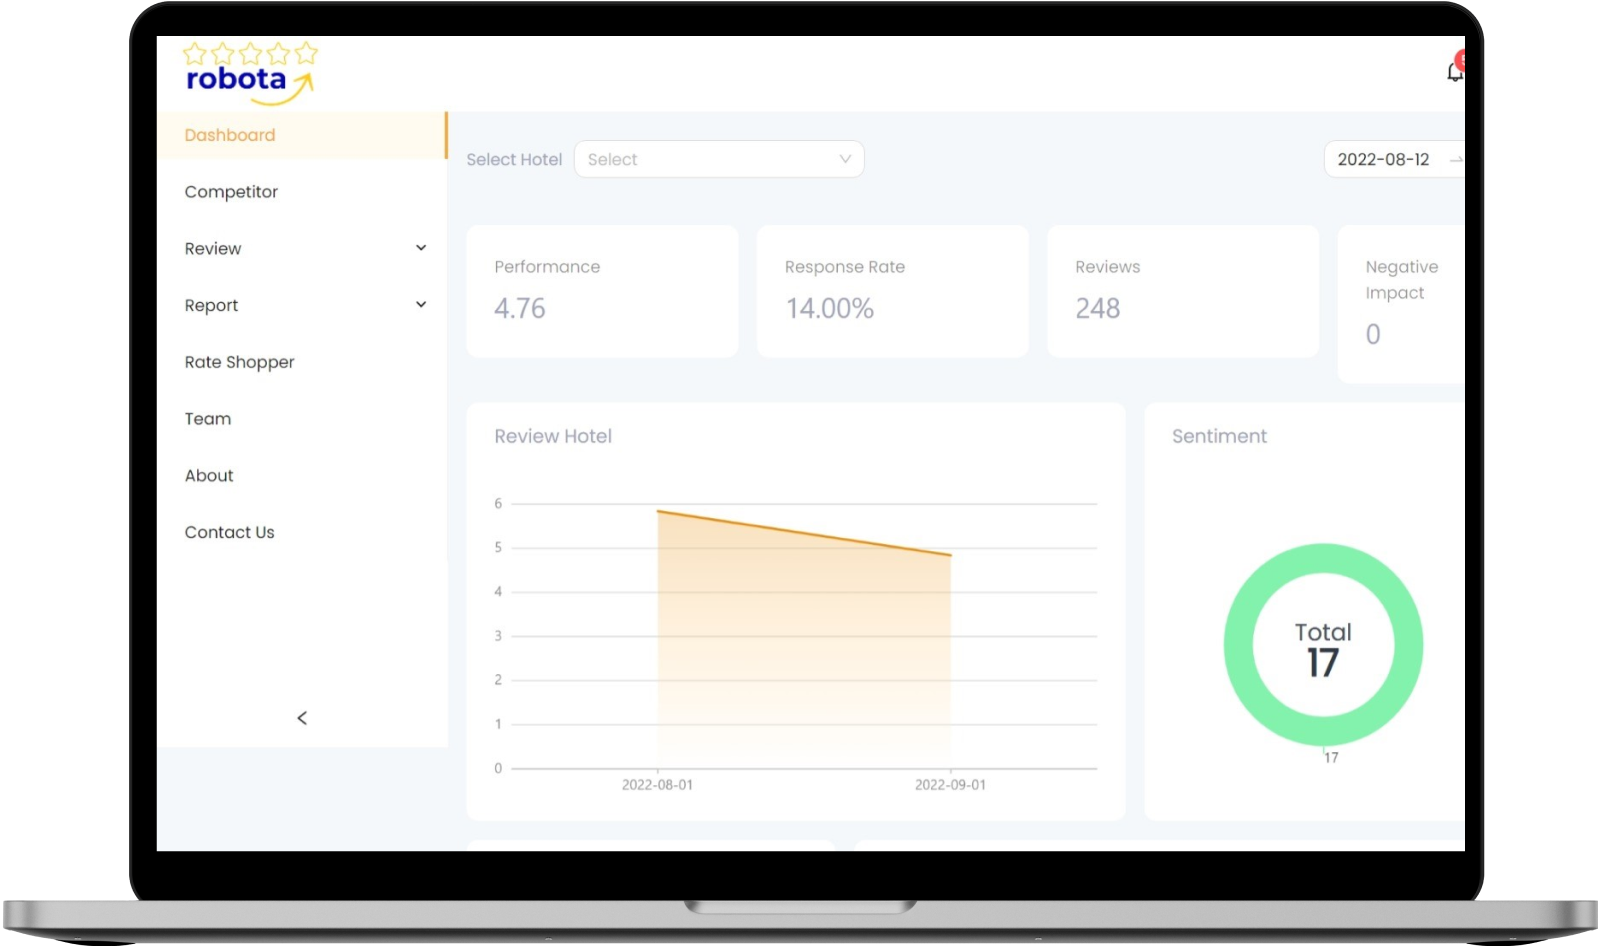 robota
Dashboard
Competitor
Review
Report
Rate Shopper
Team
About
Contact Us
Select Hotel
Select
2022-08-12
Performance
4.76
Response Rate
14.00%
Reviews
248
Negative
Impact
0
Review Hotel
6
5
4
3
2
1
0
2022-08-01
2022-09-01
Sentiment
Total
17
17